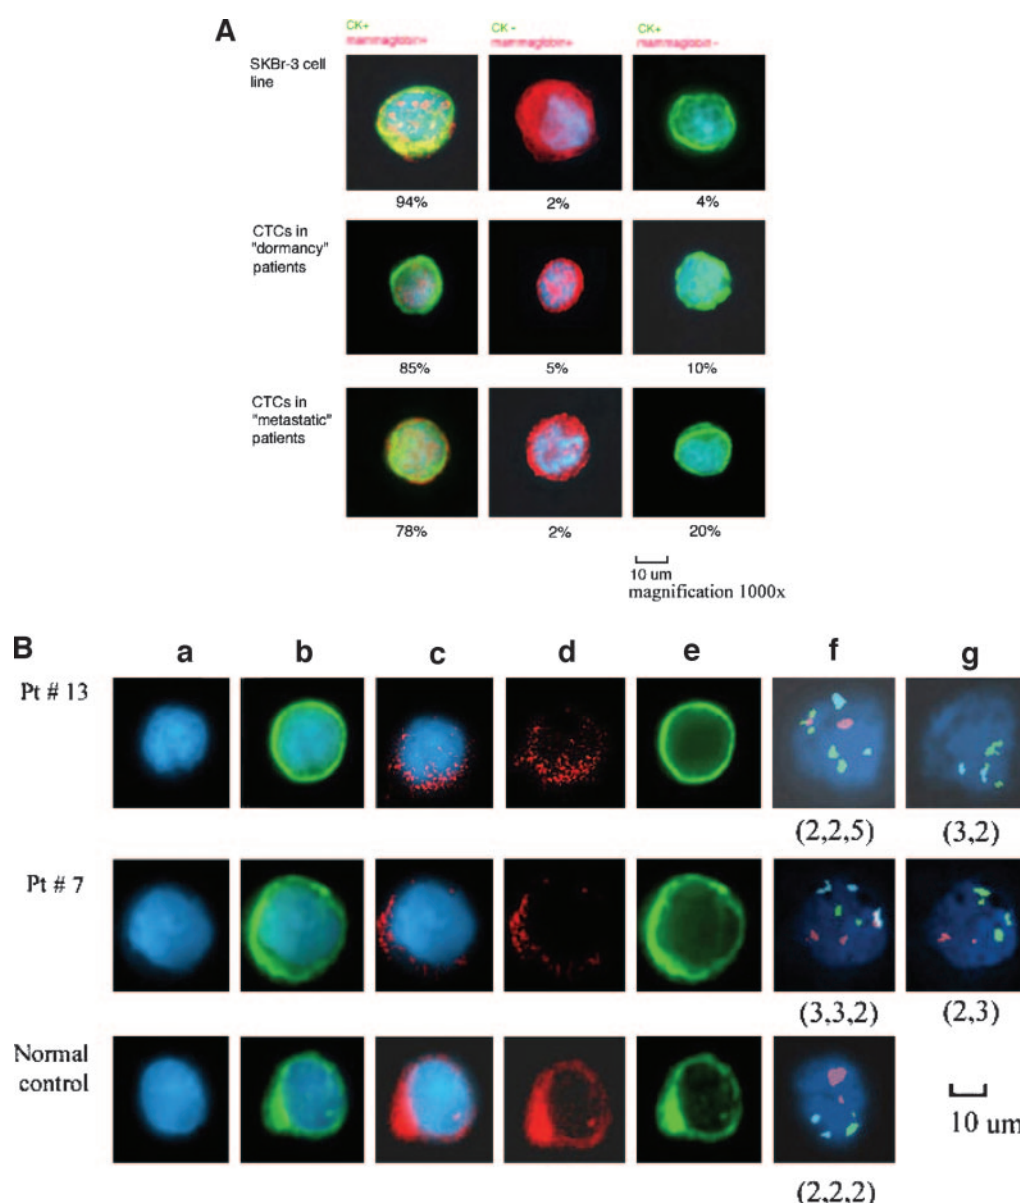 A
CK+
mammaglobin+
CK -
mammaglobin+
CK+
mammaglobin -
SKBr-3 cell
line
94%
2%
4%
CTCs in
"dormancy"
patients
85%
5%
10%
CTCs in
"metastatic"
patients
78%
2%
20%
10 um
magnification 1000x
B
a b c d e f g
Pt # 13
(2,2,5) (3,2)
Pt # 7
(3,3,2) (2,3)
Normal
control
10 um
(2,2,2)